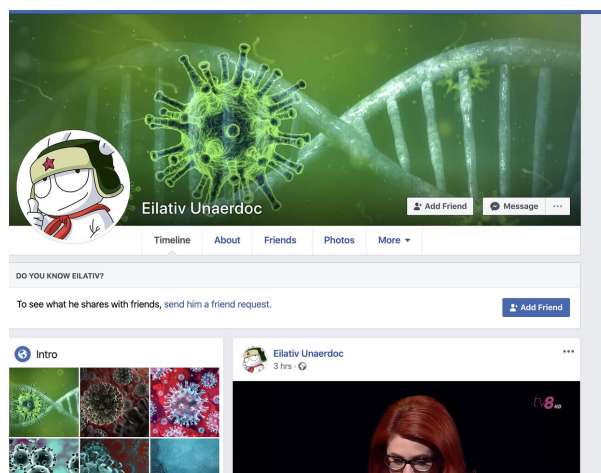 Eilativ Unaerdoc
Add Friend
Message
Timeline
About
Friends
Photos
More
DO YOU KNOW EILATIV?
To see what he shares with friends, send him a friend request.
Add Friend
Intro
Eilativ Unaerdoc
3 hrs ·
tv8 HD